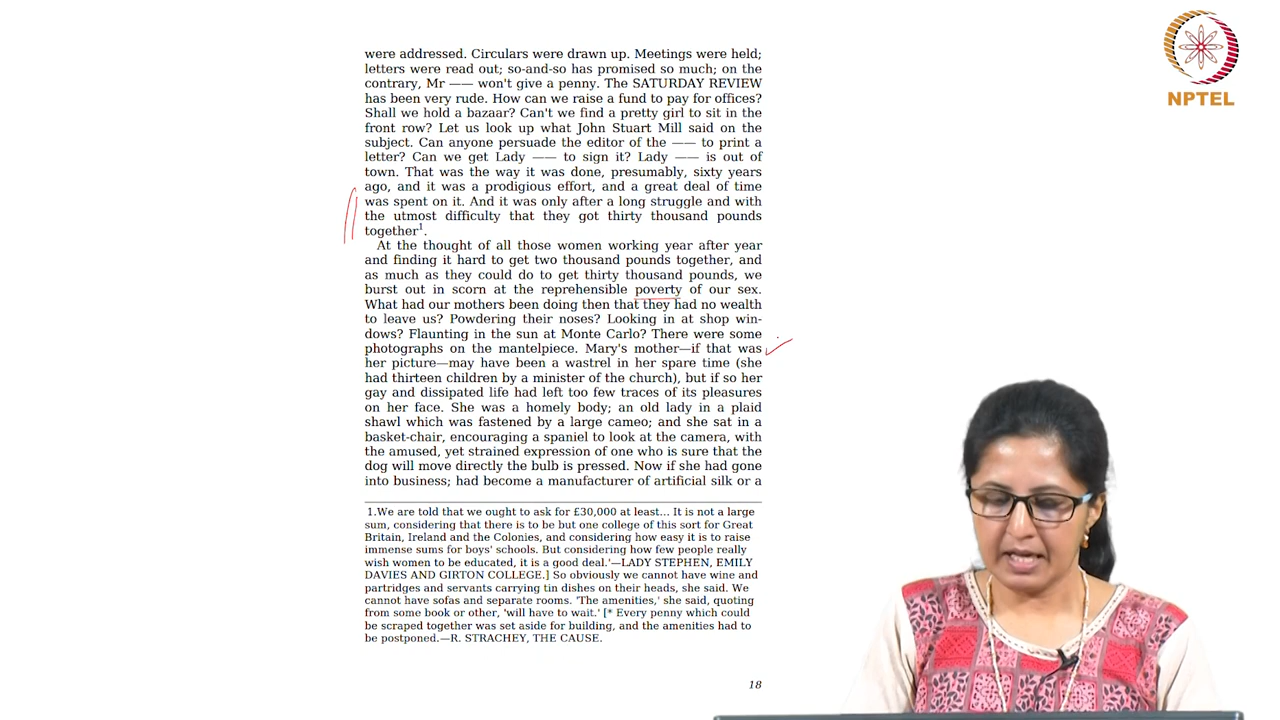 were addressed. Circulars were drawn up. Meetings were held;
letters were read out; so-and-so has promised so much; on the
contrary, Mr —— won't give a penny. The SATURDAY REVIEW
has been very rude. How can we raise a fund to pay for offices?
Shall we hold a bazaar? Can't we find a pretty girl to sit in the
front row? Let us look up what John Stuart Mill said on the
subject. Can anyone persuade the editor of the —— to print a
letter? Can we get Lady —— to sign it? Lady —— is out of
town. That was the way it was done, presumably, sixty years
ago, and it was a prodigious effort, and a great deal of time
was spent on it. And it was only after a long struggle and with
the utmost difficulty that they got thirty thousand pounds
together1.
At the thought of all those women working year after year
and finding it hard to get two thousand pounds together, and
as much as they could do to get thirty thousand pounds, we
burst out in scorn at the reprehensible poverty of our sex.
What had our mothers been doing then that they had no wealth
to leave us? Powdering their noses? Looking in at shop win-
dows? Flaunting in the sun at Monte Carlo? There were some
photographs on the mantelpiece. Mary's mother—if that was
her picture—may have been a wastrel in her spare time (she
had thirteen children by a minister of the church), but if so her
gay and dissipated life had left too few traces of its pleasures
on her face. She was a homely body; an old lady in a plaid
shawl which was fastened by a large cameo; and she sat in a
basket-chair, encouraging a spaniel to look at the camera, with
the amused, yet strained expression of one who is sure that the
dog will move directly the bulb is pressed. Now if she had gone
into business; had become a manufacturer of artificial silk or a
1.We are told that we ought to ask for £30,000 at least... It is not a large
sum, considering that there is to be but one college of this sort for Great
Britain, Ireland and the Colonies, and considering how easy it is to raise
immense sums for boys' schools. But considering how few people really
wish women to be educated, it is a good deal.'—LADY STEPHEN, EMILY
DAVIES AND GIRTON COLLEGE.] So obviously we cannot have wine and
partridges and servants carrying tin dishes on their heads, she said. We
cannot have sofas and separate rooms. 'The amenities,' she said, quoting
from some book or other, 'will have to wait.' [* Every penny which could
be scraped together was set aside for building, and the amenities had to
be postponed.—R. STRACHEY, THE CAUSE.
18
NPTEL